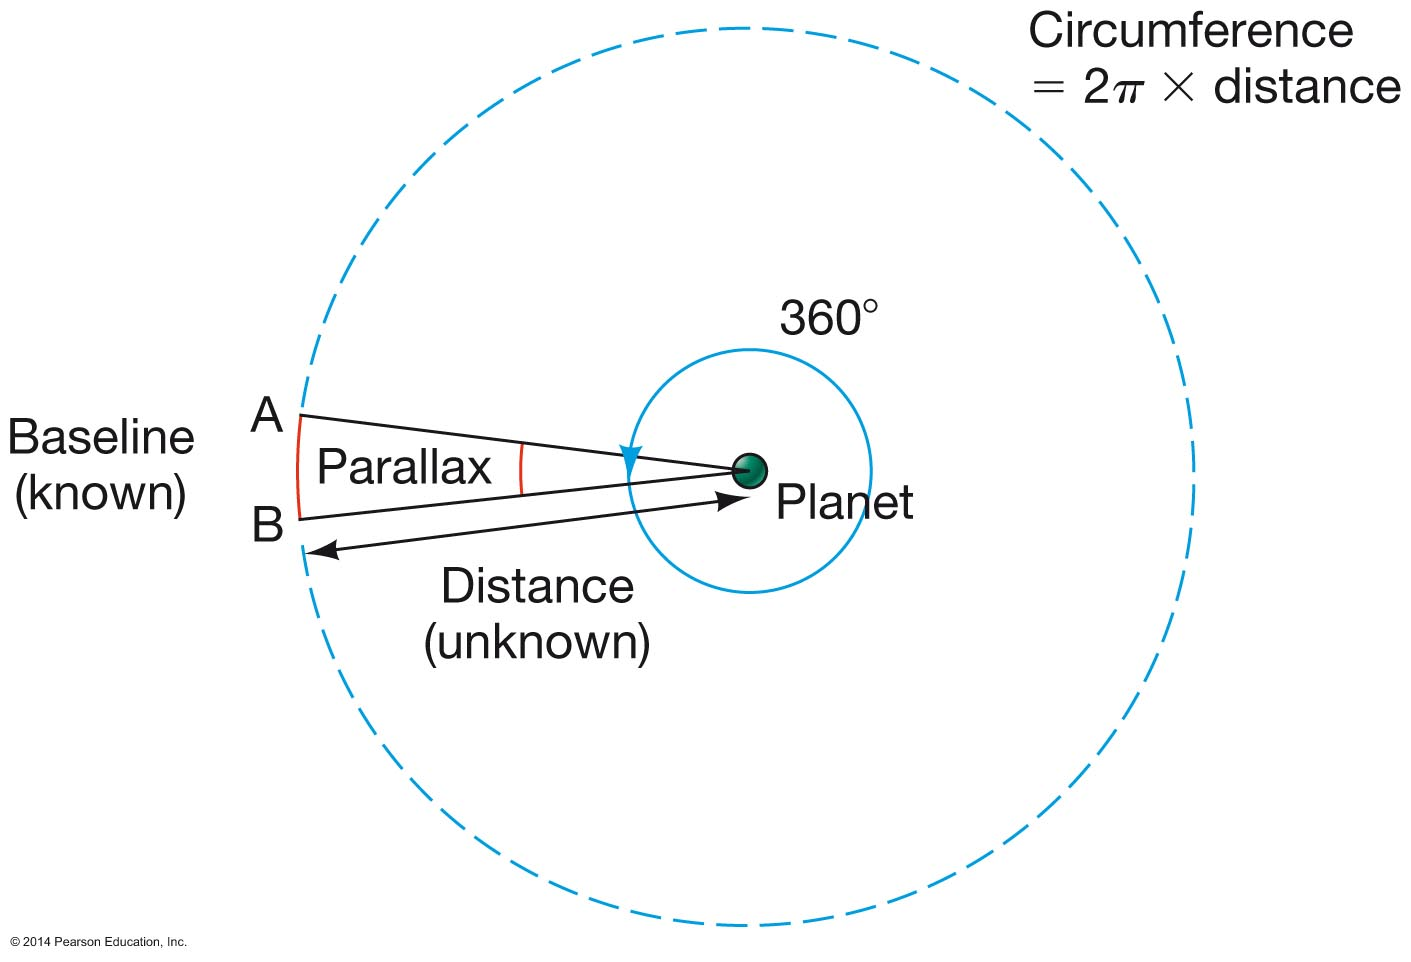 Circumference
= 2π × distance
360°
A
Baseline
(known)
Parallax
B
Planet
Distance
(unknown)
© 2014 Pearson Education, Inc.